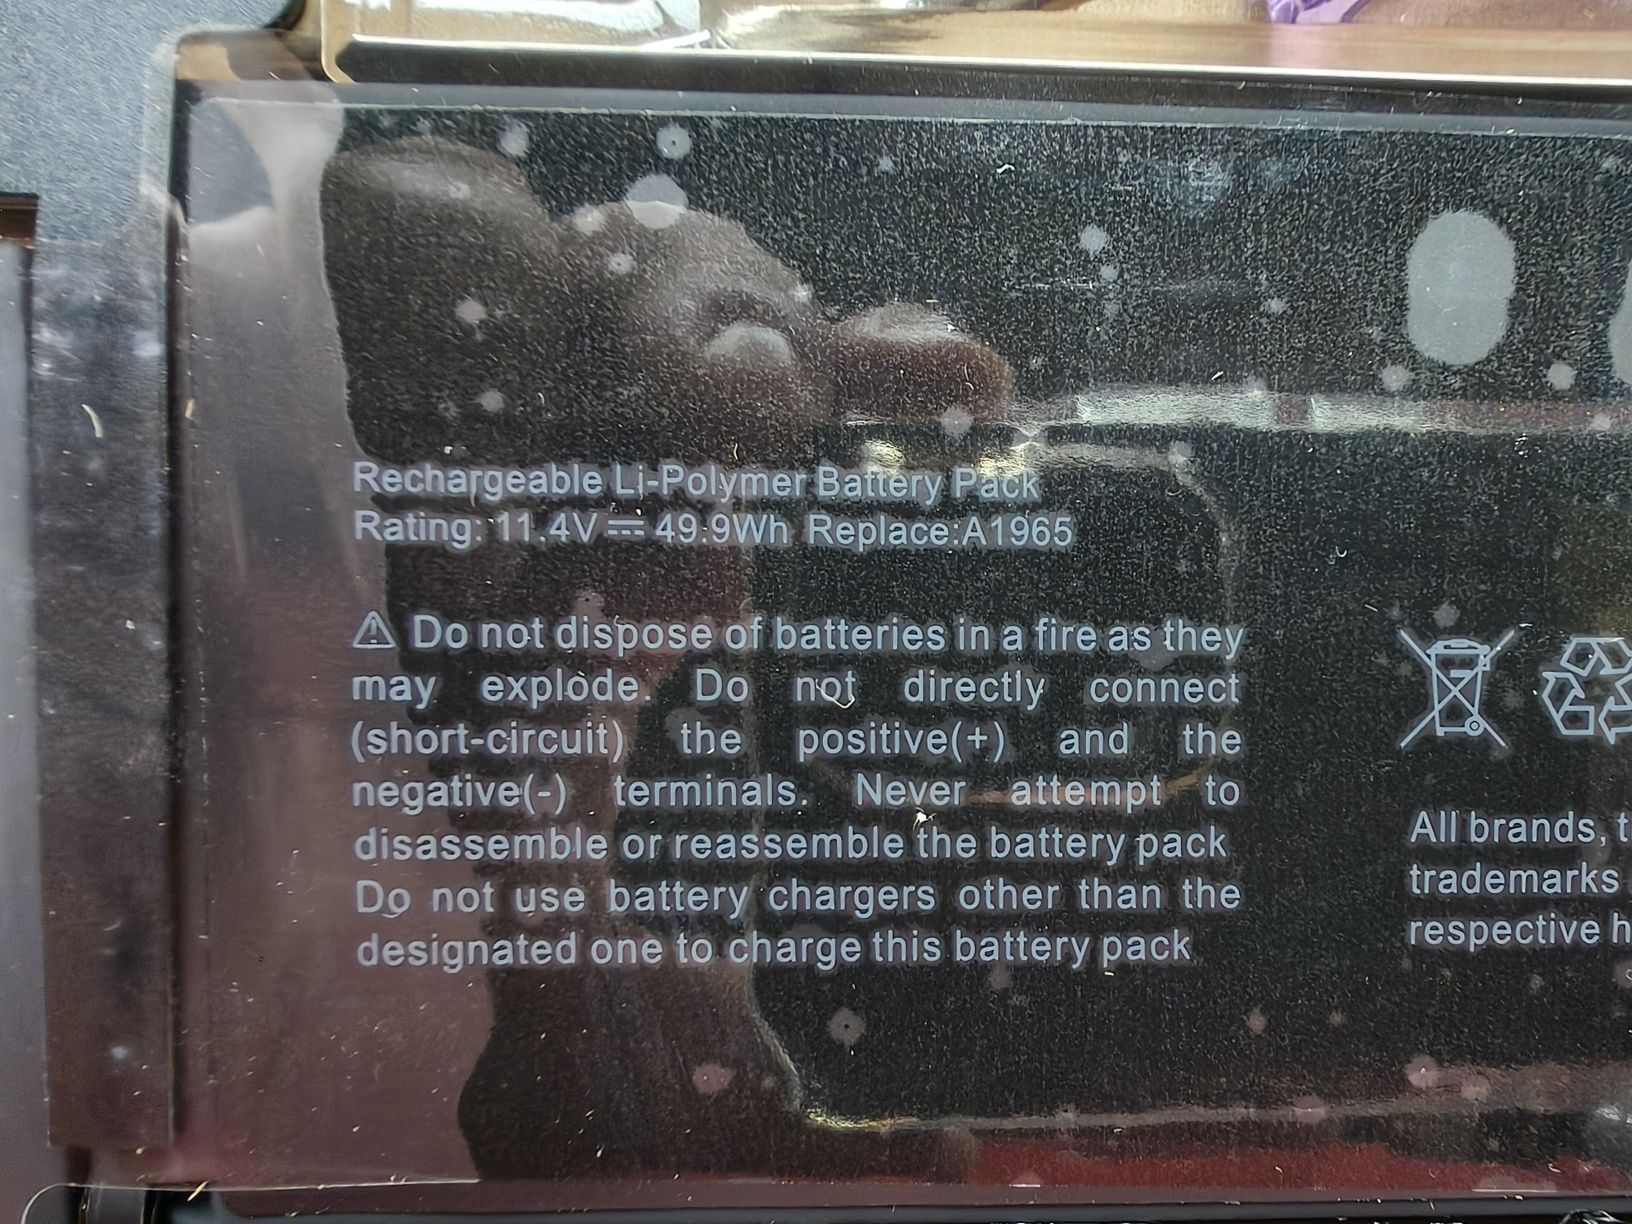 Rechargeable Li-Polymer Battery Pack
Rating: 11.4V ⎓ 49.9Wh Replace:A1965
⚠ Do not dispose of batteries in a fire as they
may explode. Do not directly connect
(short-circuit) the positive(+) and the
negative(-) terminals. Never attempt to
disassemble or reassemble the battery pack
Do not use battery chargers other than the
designated one to charge this battery pack
All brands,
trademarks
respective